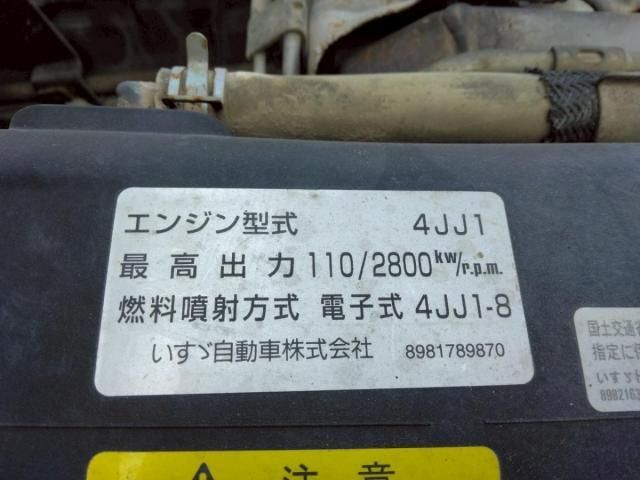 エンジン型式 4JJ1
最高出力 110/2800kw/r.p.m.
燃料噴射方式 電子式 4JJ1-8
いすゞ自動車株式会社 8981789870
国土交通
指定に
いすゞ
8982163
注意